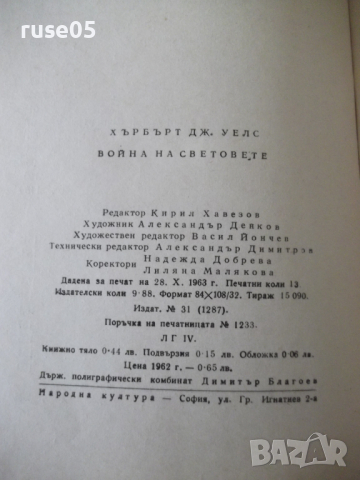 ruse05
ХЪРБЪРТ ДЖ. УЕЛС
ВОЙНА НА СВЕТОВЕТЕ
Редактор Кирил Хавезов
Художник Александър Денков
Художествен редактор Васил Йончев
Технически редактор Александър Димитров
Коректори Надежда Добрева
Лиляна Малякова
Дадена за печат на 28. X. 1963 г. Печатни коли 13
Издателски коли 9·88. Формат 84×108/32. Тираж 15 090.
Издат. № 31 (1287).
Поръчка на печатницата № 1233.
ЛГ IV.
Книжно тяло 0·44 лв. Подвързия 0·15 лв. Обложка 0·06 лв.
Цена 1962 г. — 0·65 лв.
Държ. полиграфически комбинат Димитър Благоев
Народна култура — София, ул. Гр. Игнатиев 2-а
BAZAR